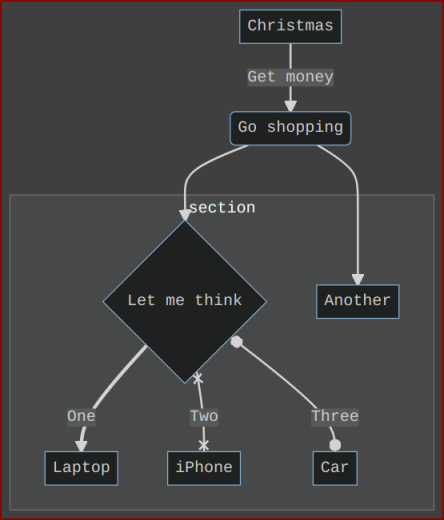 Christmas
Get money
Go shopping
section
Let me think
Another
One
Two
Three
Laptop
iPhone
Car